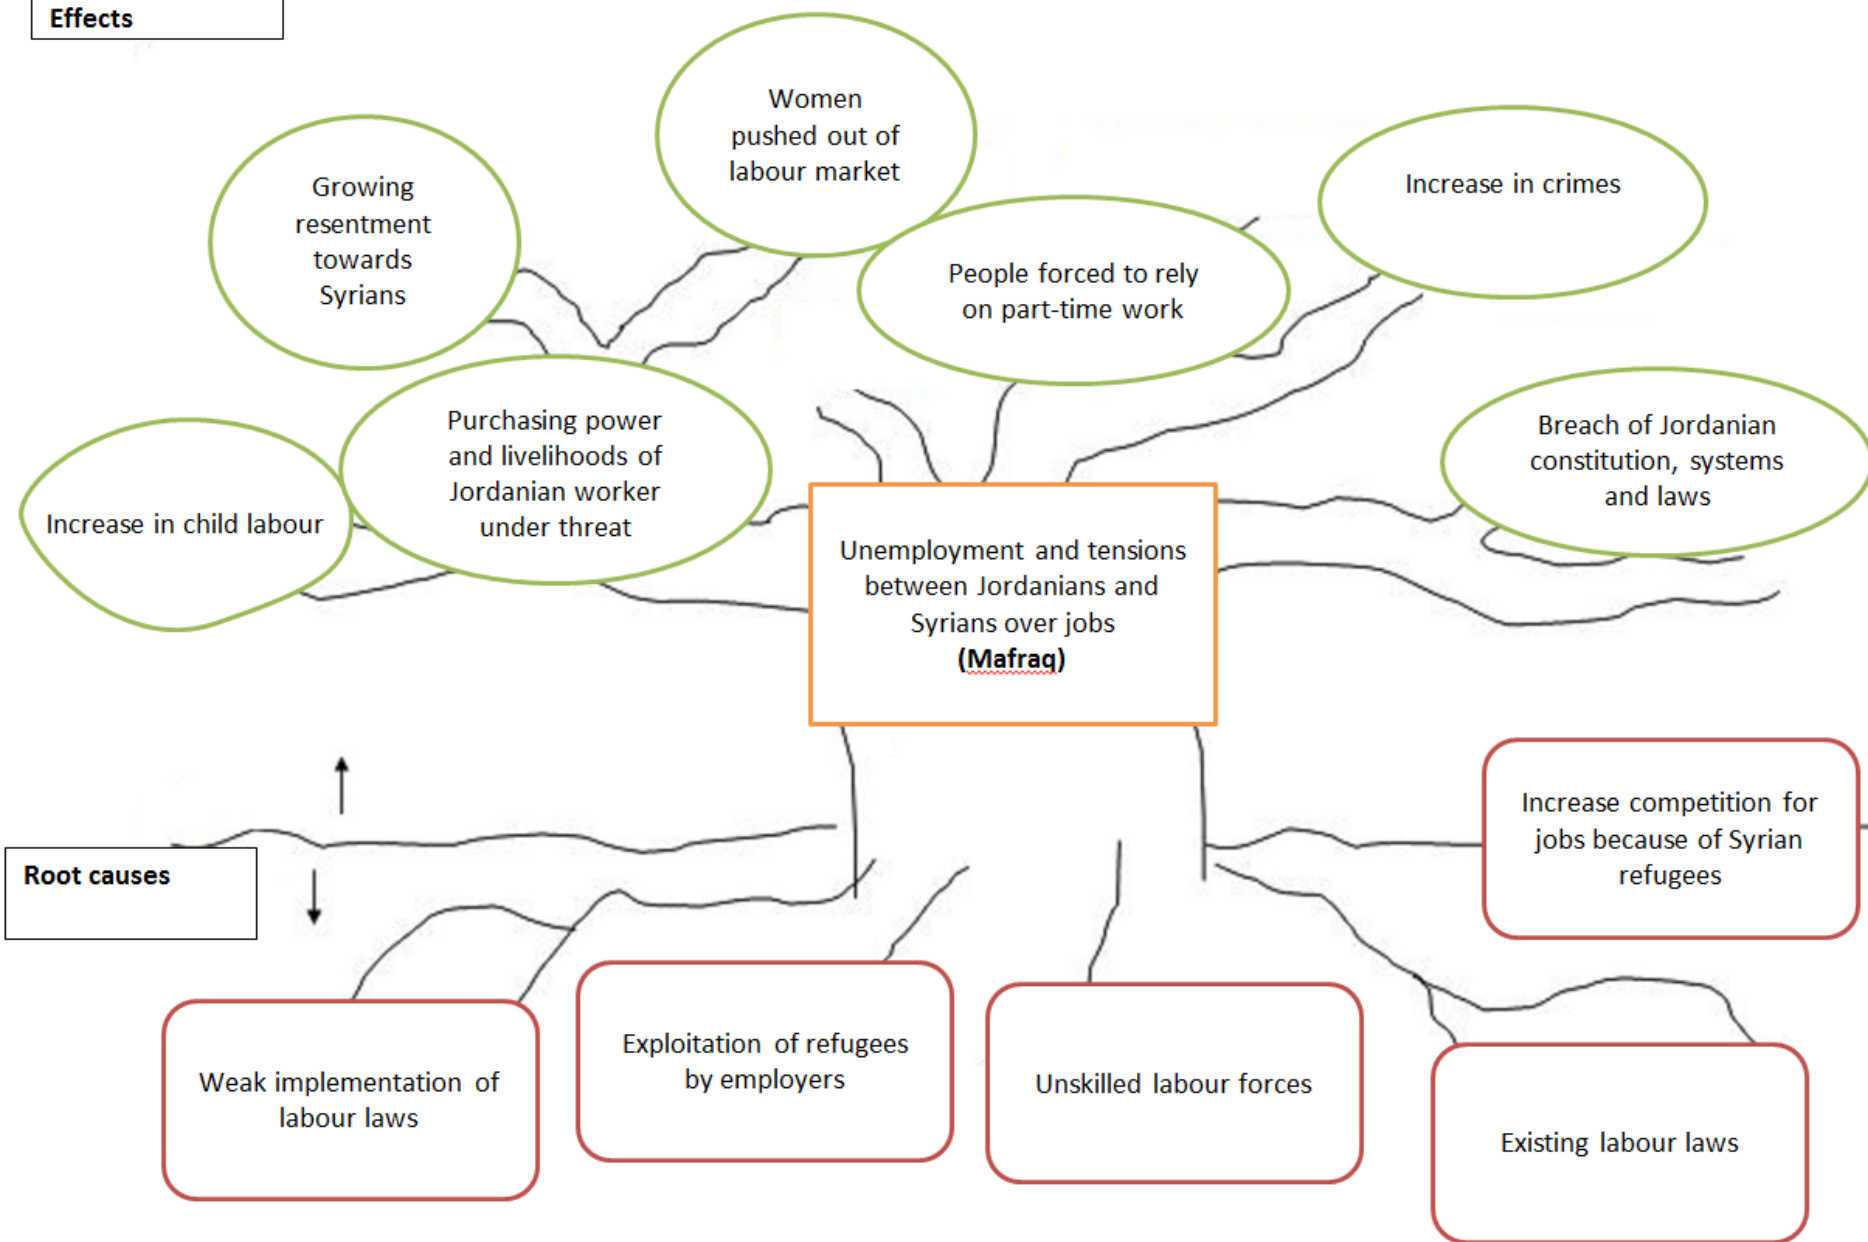 Effects
Women
pushed out of
labour market
Growing
resentment
towards
Syrians
Increase in crimes
People forced to rely
on part-time work
Purchasing power
and livelihoods of
Jordanian worker
under threat
Breach of Jordanian
constitution, systems
and laws
Increase in child labour
Unemployment and tensions
between Jordanians and
Syrians over jobs
(Mafraq)
Increase competition for
jobs because of Syrian
refugees
Root causes
Weak implementation of
labour laws
Exploitation of refugees
by employers
Unskilled labour forces
Existing labour laws